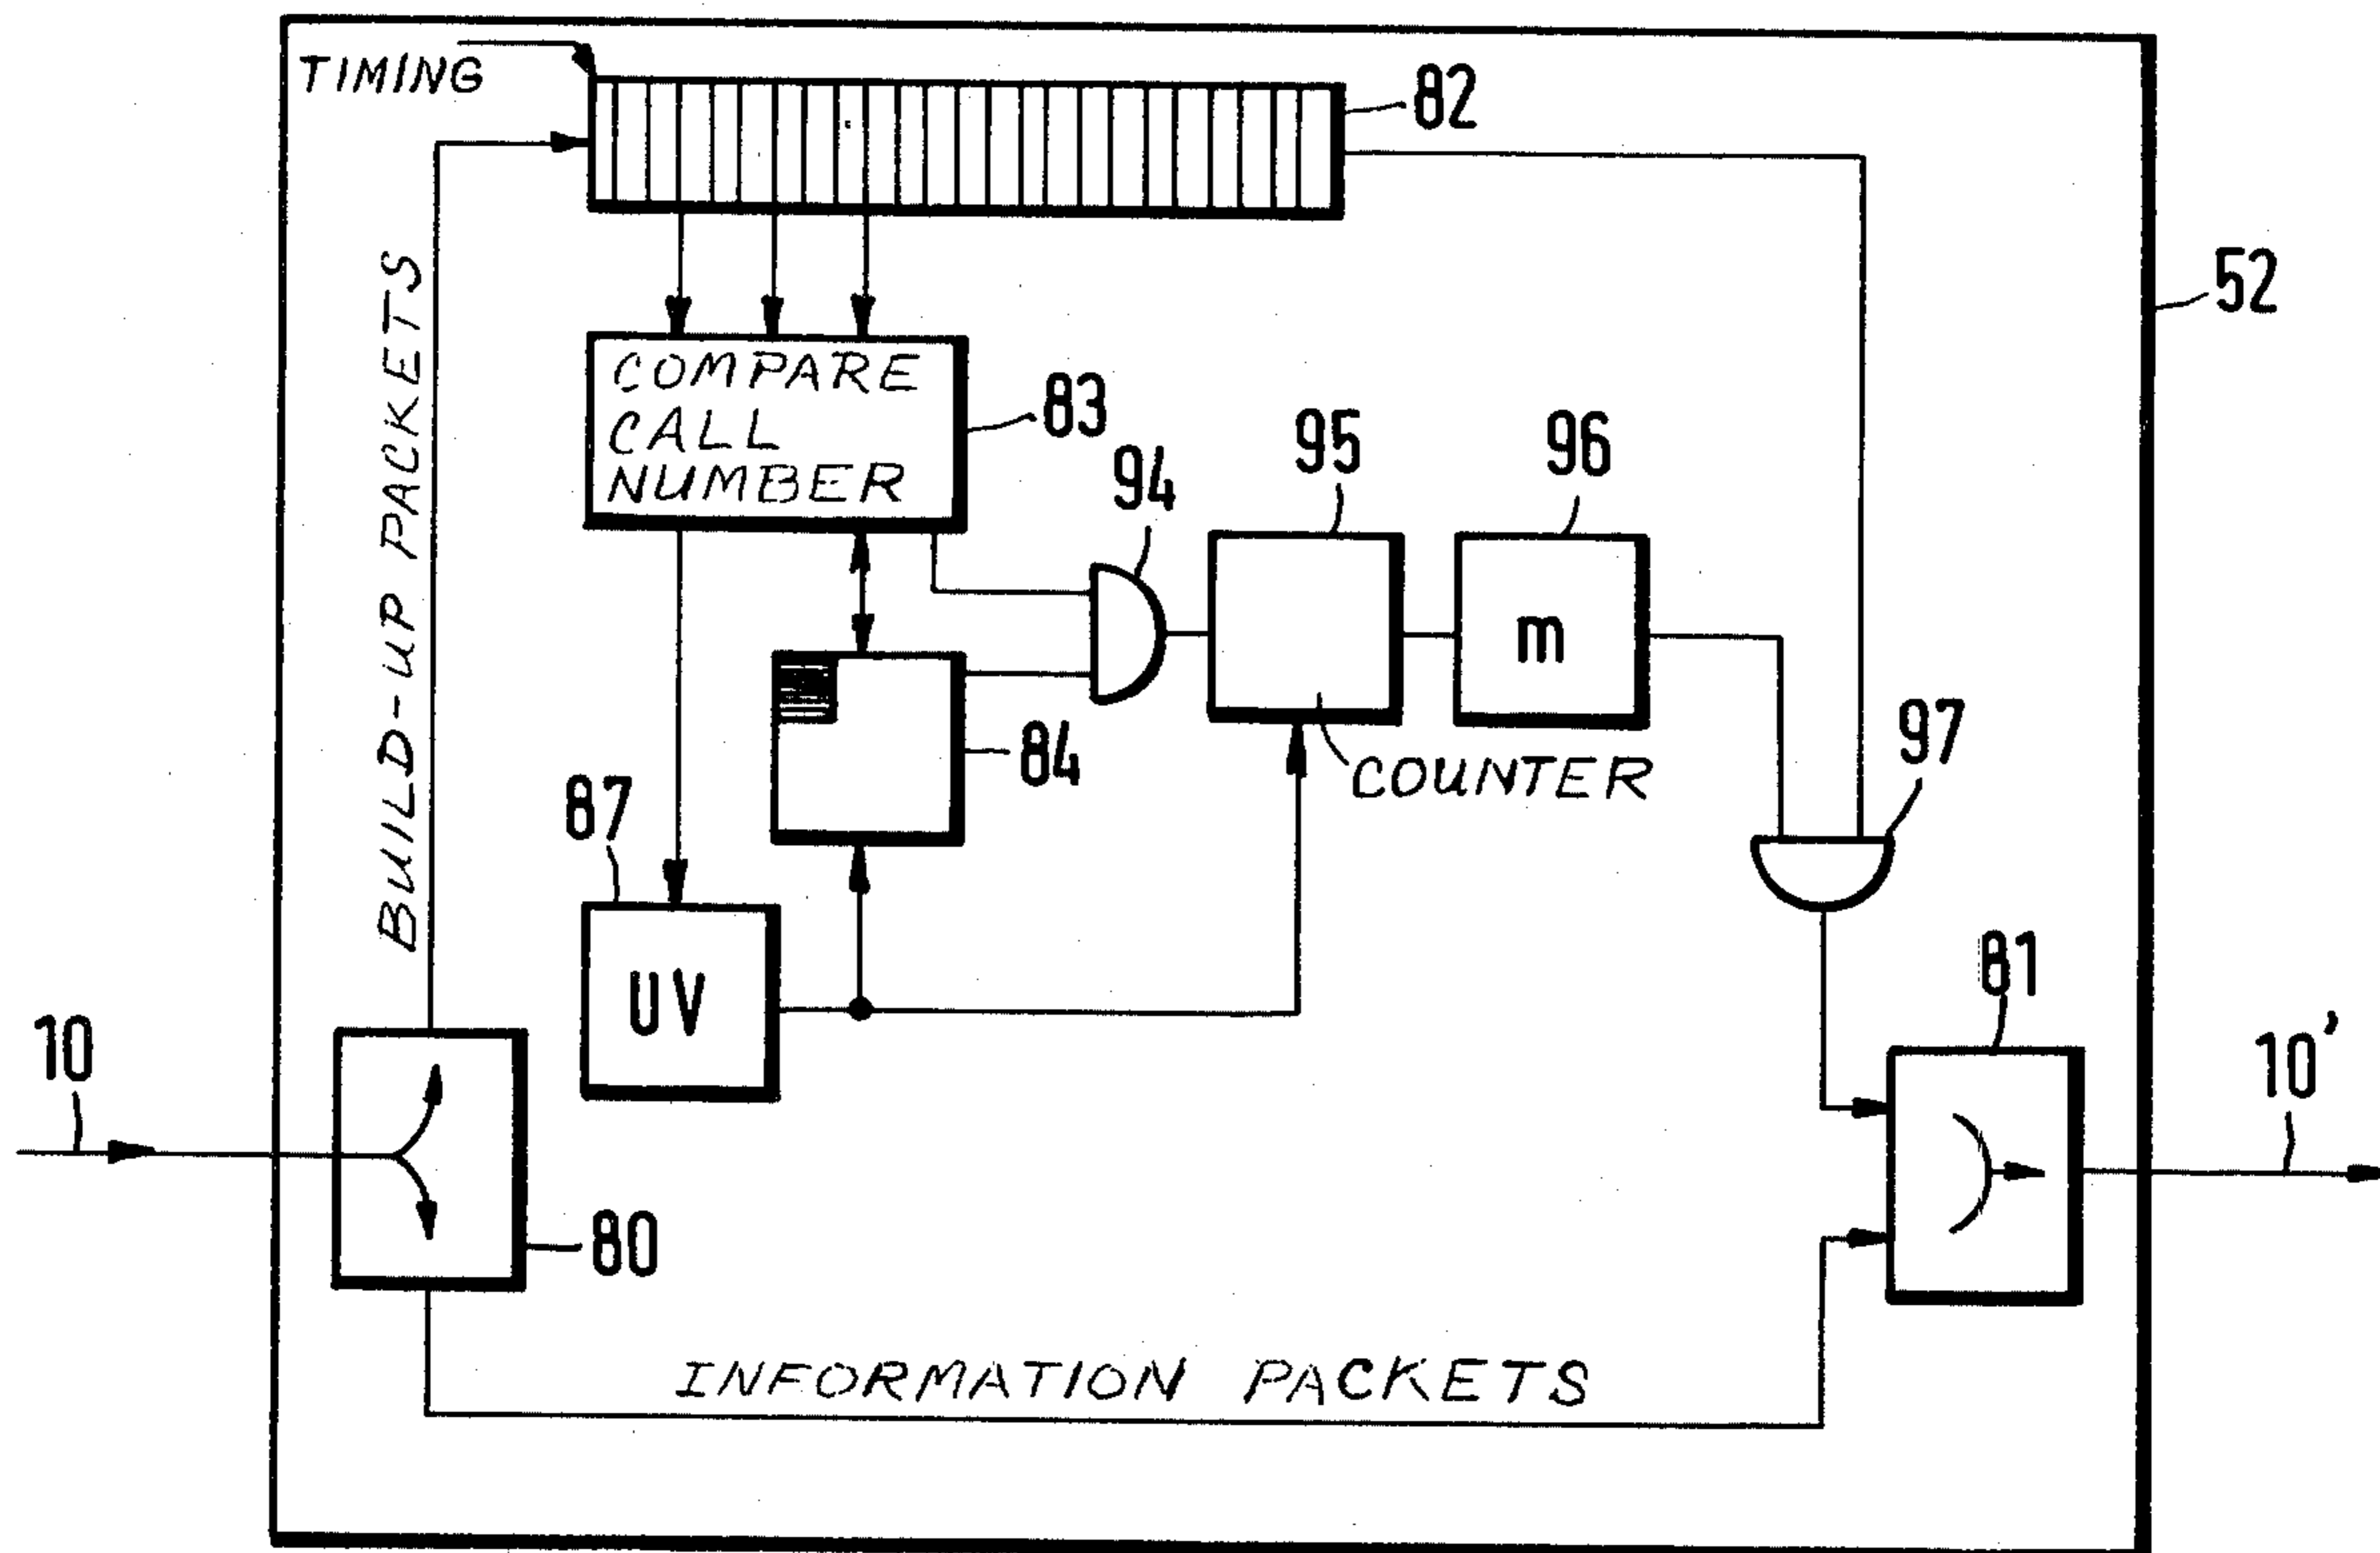 TIMING
82
52
BUILD-UP PACKETS
COMPARE
CALL
NUMBER
83
94
95
96
m
84
COUNTER
97
87
UV
81
10
10'
80
INFORMATION PACKETS